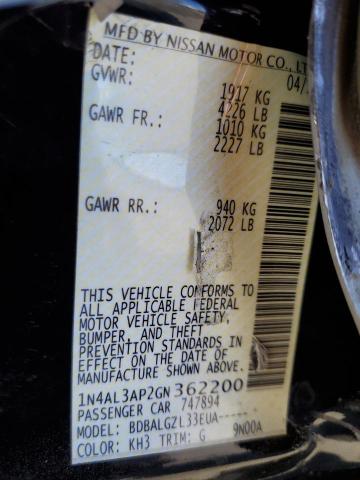 MFD BY NISSAN MOTOR CO., LT
DATE: 04/
GVWR: 1917 KG
4226 LB
GAWR FR.: 1010 KG
2227 LB
GAWR RR.: 940 KG
2072 LB
THIS VEHICLE CONFORMS TO
ALL APPLICABLE FEDERAL
MOTOR VEHICLE SAFETY,
BUMPER, AND THEFT
PREVENTION STANDARDS IN
EFFECT ON THE DATE OF
MANUFACTURE SHOWN ABOVE.
1N4AL3AP2GN362200
PASSENGER CAR 747894
MODEL: BDBALGZL33EUA-----
COLOR: KH3 TRIM: G 9N00A